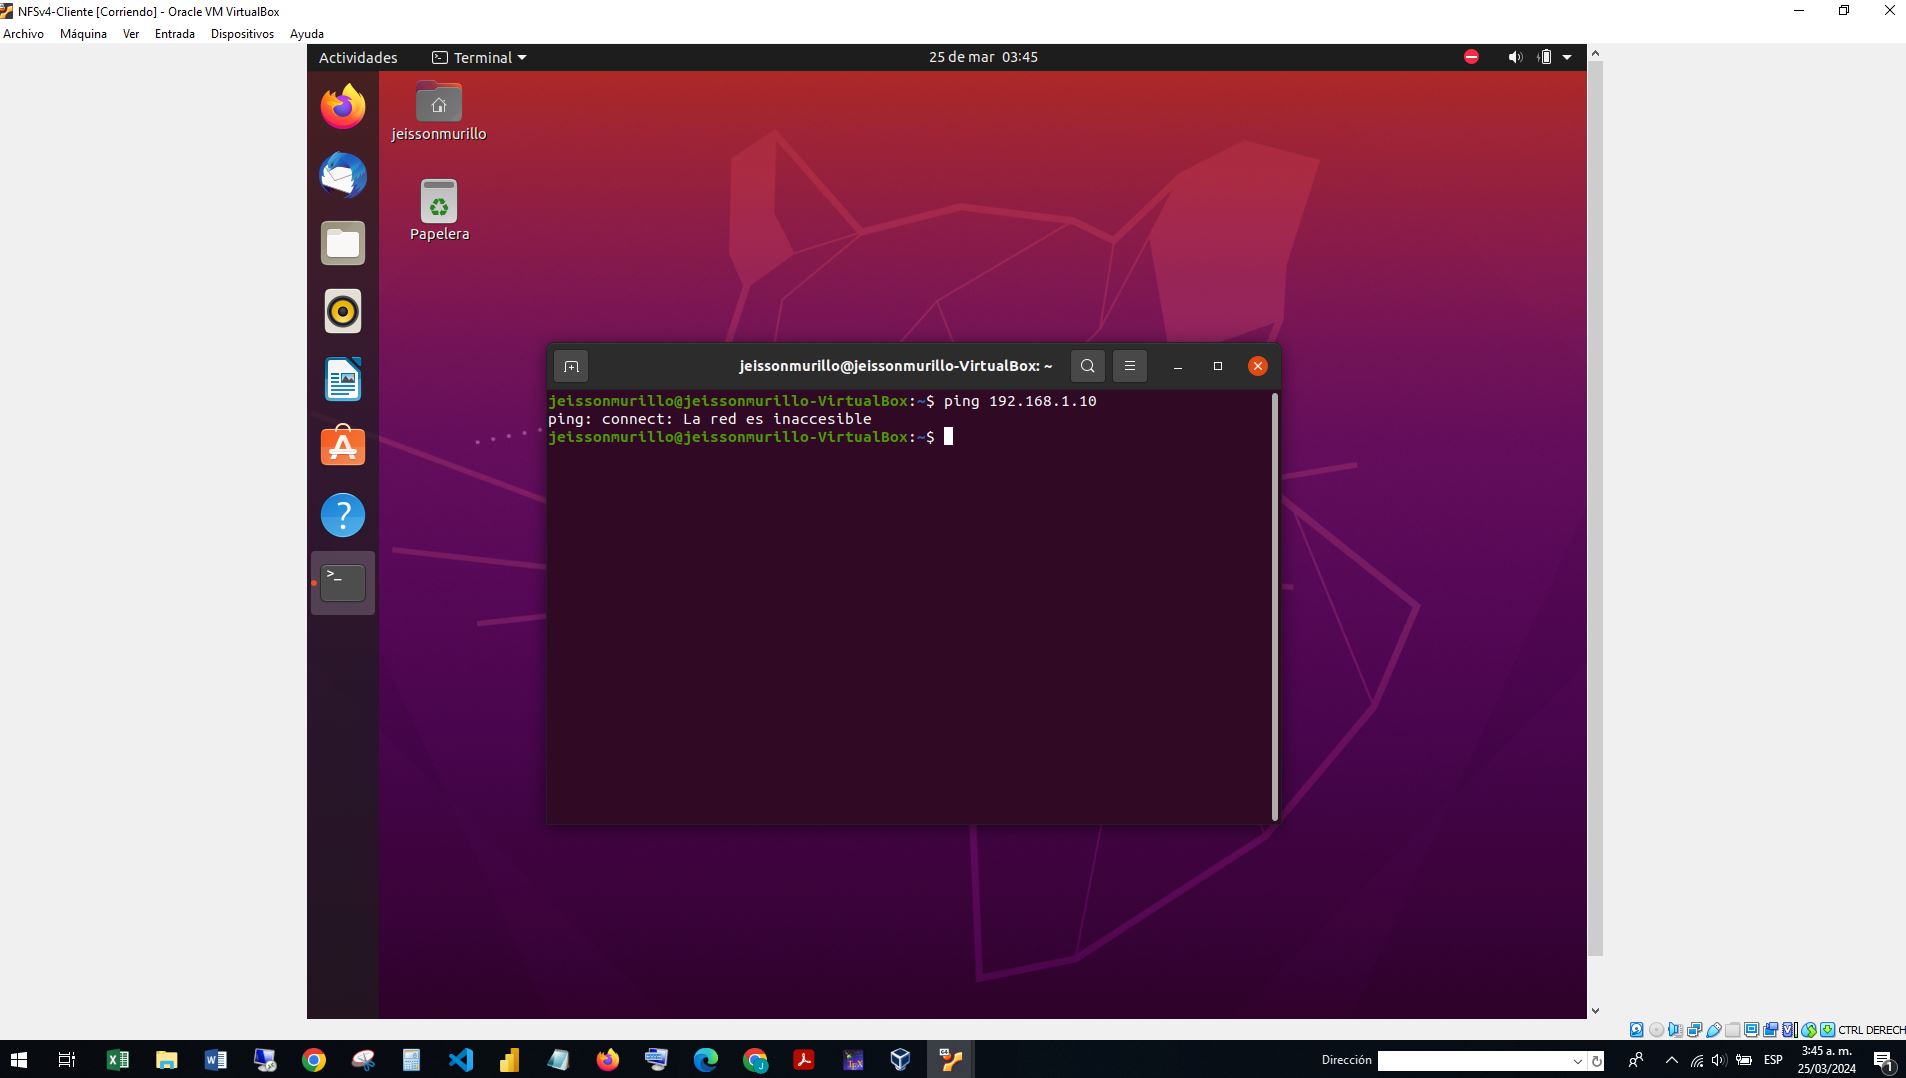 NFSv4-Cliente [Corriendo] - Oracle VM VirtualBox
Archivo Máquina Ver Entrada Dispositivos Ayuda
Actividades Terminal 25 de mar 03:45
jeissonmurillo
Papelera
jeissonmurillo@jeissonmurillo-VirtualBox: ~
jeissonmurillo@jeissonmurillo-VirtualBox:~$ ping 192.168.1.10
ping: connect: La red es inaccesible
jeissonmurillo@jeissonmurillo-VirtualBox:~$
CTRL DERECH
Dirección ESP 3:45 a. m.
25/03/2024
1